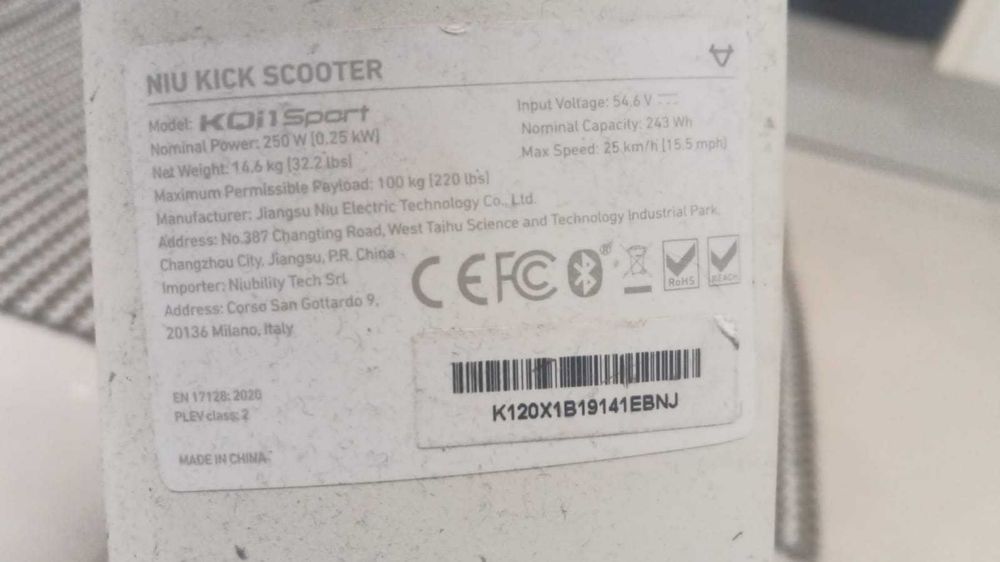 NIU KICK SCOOTER
Model: KQi1Sport
Nominal Power: 250 W [0.25 kW]
Net Weight: 14.6 kg [32.2 lbs]
Maximum Permissible Payload: 100 kg [220 lbs]
Input Voltage: 54.6 V
Nominal Capacity: 243 Wh
Max Speed: 25 km/h [15.5 mph]
Manufacturer: Jiangsu Niu Electric Technology Co., Ltd.
Address: No.387 Changting Road, West Taihu Science and Technology Industrial Park,
Changzhou City, Jiangsu, P.R. China
Importer: Niubility Tech Srl
Address: Corso San Gottardo 9,
20136 Milano, Italy
CE FC ®
RoHS
REACH
K120X1B19141EBNJ
EN 17128: 2020
PLEV class: 2
MADE IN CHINA